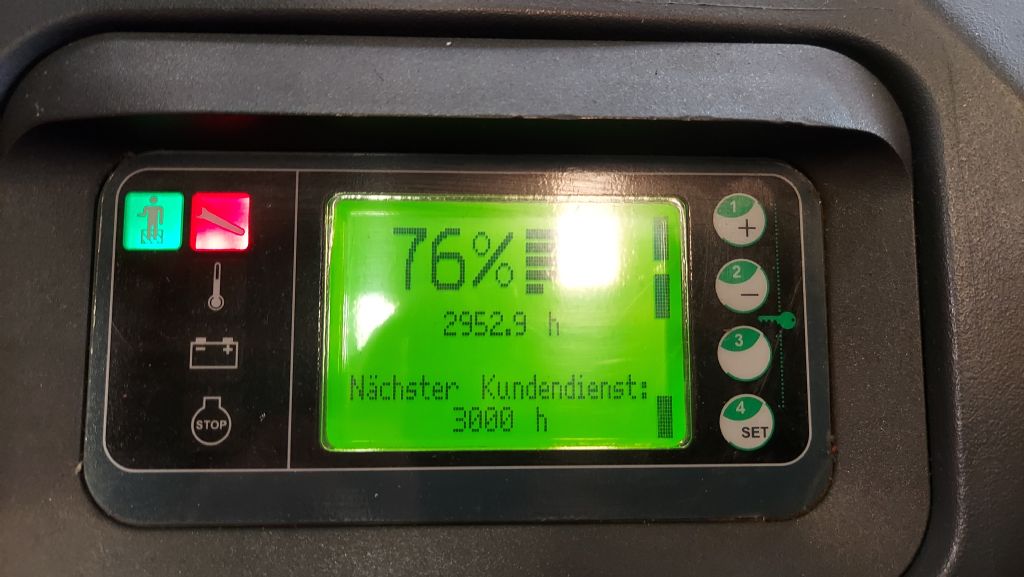 76%
2952.9 h
Nächster Kundendienst:
3000 h
STOP
1
+
2
−
3
4
SET